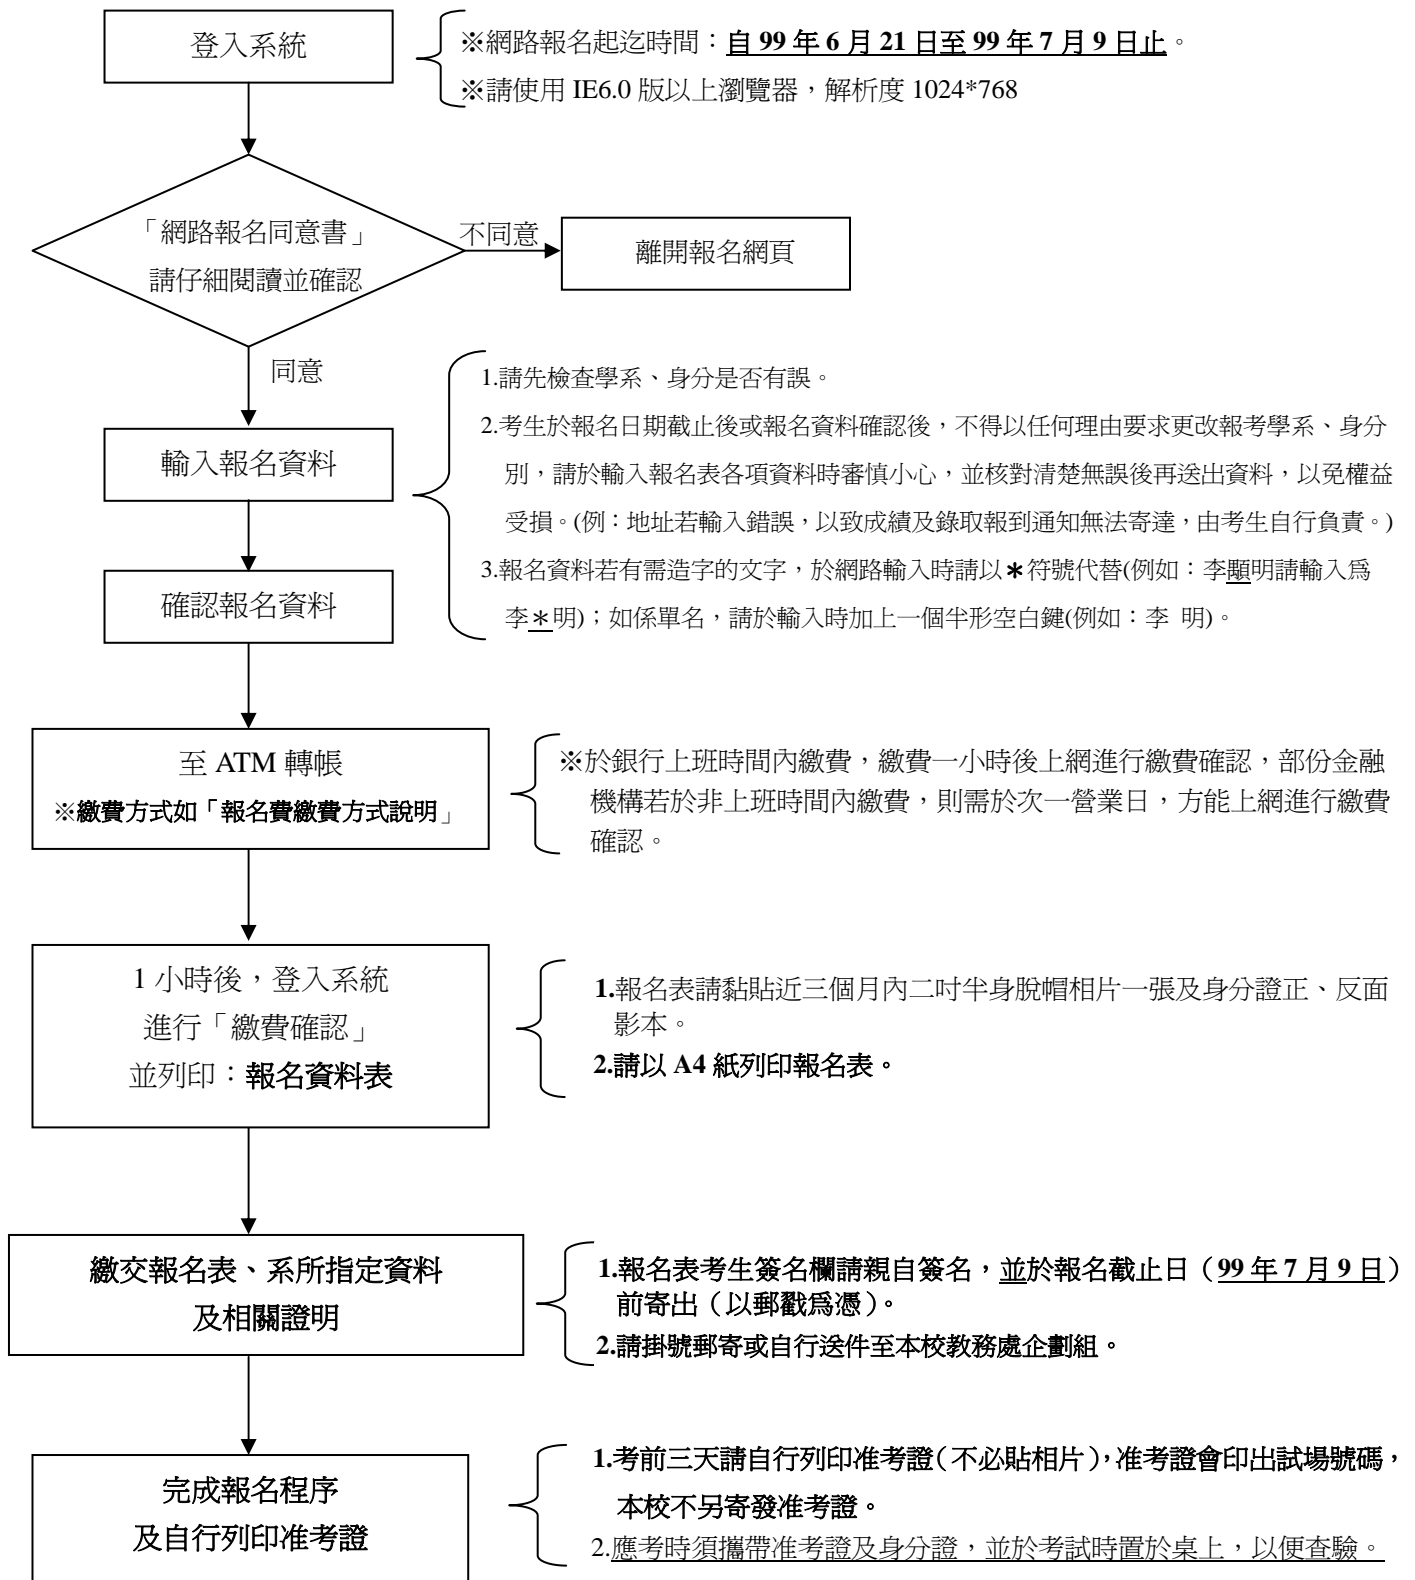 登入系統
※網路報名起迄時間：自 99 年 6 月 21 日至 99 年 7 月 9 日止。
※請使用 IE6.0 版以上瀏覽器，解析度 1024*768
「網路報名同意書」
請仔細閱讀並確認
不同意
離開報名網頁
同意
輸入報名資料
確認報名資料
1.請先檢查學系、身分是否有誤。
2.考生於報名日期截止後或報名資料確認後，不得以任何理由要求更改報考學系、身分
別，請於輸入報名表各項資料時審慎小心，並核對清楚無誤後再送出資料，以免權益
受損。(例：地址若輸入錯誤，以致成績及錄取報到通知無法寄達，由考生自行負責。)
3.報名資料若有需造字的文字，於網路輸入時請以＊符號代替(例如：李顯明請輸入為
李＊明)；如係單名，請於輸入時加上一個半形空白鍵(例如：李 明)。
至 ATM 轉帳
※繳費方式如「報名費繳費方式說明」
※於銀行上班時間內繳費，繳費一小時後上網進行繳費確認，部份金融
機構若於非上班時間內繳費，則需於次一營業日，方能上網進行繳費
確認。
1 小時後，登入系統
進行「繳費確認」
並列印：報名資料表
1.報名表請黏貼近三個月內二吋半身脫帽相片一張及身分證正、反面
影本。
2.請以 A4 紙列印報名表。
繳交報名表、系所指定資料
及相關證明
1.報名表考生簽名欄請親自簽名，並於報名截止日（99 年 7 月 9 日）
前寄出（以郵戳為憑）。
2.請掛號郵寄或自行送件至本校教務處企劃組。
完成報名程序
及自行列印准考證
1.考前三天請自行列印准考證（不必貼相片），准考證會印出試場號碼，
本校不另寄發准考證。
2.應考時須攜帶准考證及身分證，並於考試時置於桌上，以便查驗。